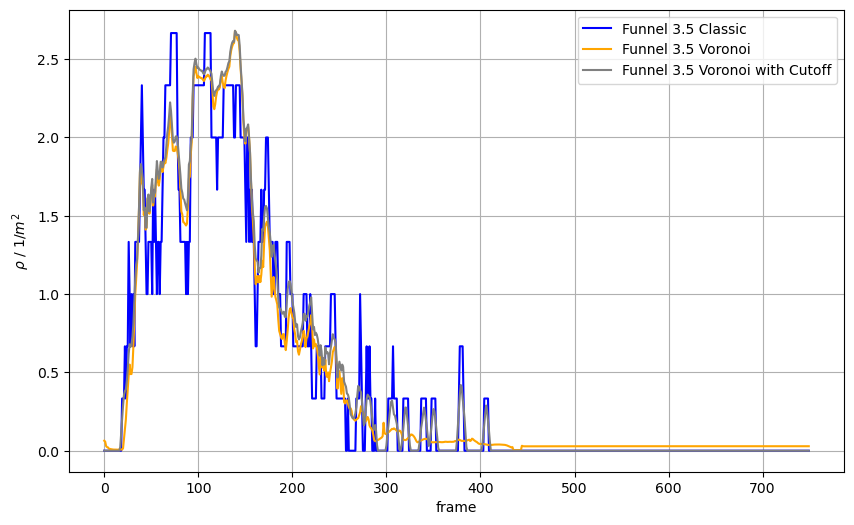 Funnel 3.5 Classic
Funnel 3.5 Voronoi
Funnel 3.5 Voronoi with Cutoff
2.5
2.0
1.5
1.0
0.5
0.0
ρ / 1/m²
0 100 200 300 400 500 600 700
frame